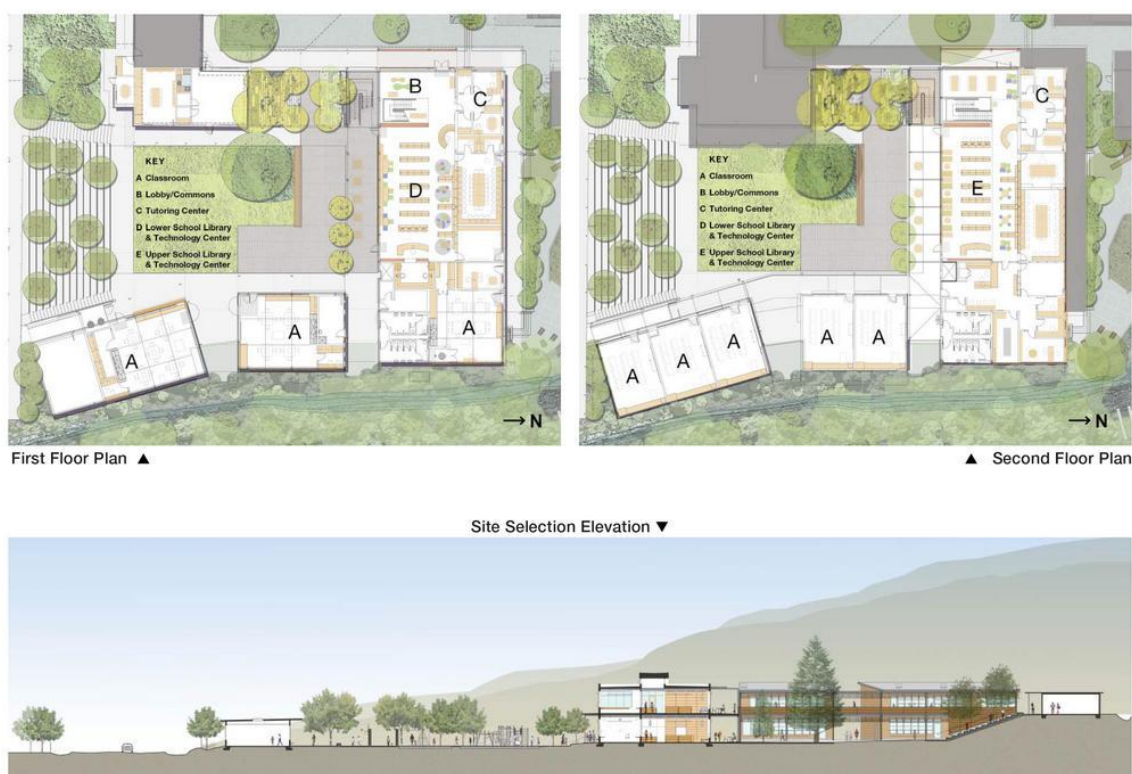 B
C
KEY
A Classroom
B Lobby/Commons
C Tutoring Center
D Lower School Library
& Technology Center
E Upper School Library
& Technology Center
D
A
A
A
→ N
First Floor Plan ▲
C
KEY
A Classroom
B Lobby/Commons
C Tutoring Center
D Lower School Library
& Technology Center
E Upper School Library
& Technology Center
E
A
A
A
A
A
→ N
▲ Second Floor Plan
Site Selection Elevation ▼